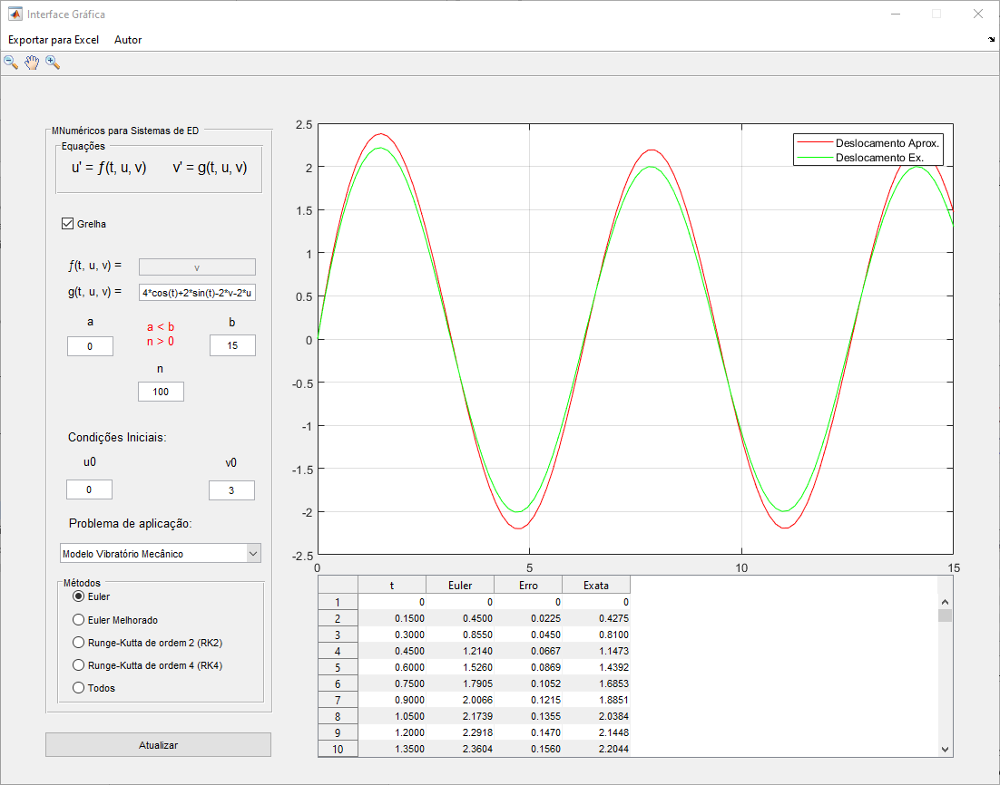 Interface Gráfica
Exportar para Excel Autor
MNuméricos para Sistemas de ED
Equações
u' = ƒ(t, u, v) v' = g(t, u, v)
Grelha
ƒ(t, u, v) = v
g(t, u, v) = 4*cos(t)+2*sin(t)-2*v-2*u
a a < b b
0 n > 0 15
n
100
Condições Iniciais:
u0 v0
0 3
Problema de aplicação:
Modelo Vibratório Mecânico
Métodos
Euler
Euler Melhorado
Runge-Kutta de ordem 2 (RK2)
Runge-Kutta de ordem 4 (RK4)
Todos
Atualizar
Deslocamento Aprox.
Deslocamento Ex.
2.5
2
1.5
1
0.5
0
-0.5
-1
-1.5
-2
-2.5
0 5 10 15
t Euler Erro Exata
1 0 0 0 0
2 0.1500 0.4500 0.0225 0.4275
3 0.3000 0.8550 0.0450 0.8100
4 0.4500 1.2140 0.0667 1.1473
5 0.6000 1.5260 0.0869 1.4392
6 0.7500 1.7905 0.1052 1.6853
7 0.9000 2.0066 0.1215 1.8851
8 1.0500 2.1739 0.1355 2.0384
9 1.2000 2.2918 0.1470 2.1448
10 1.3500 2.3604 0.1560 2.2044